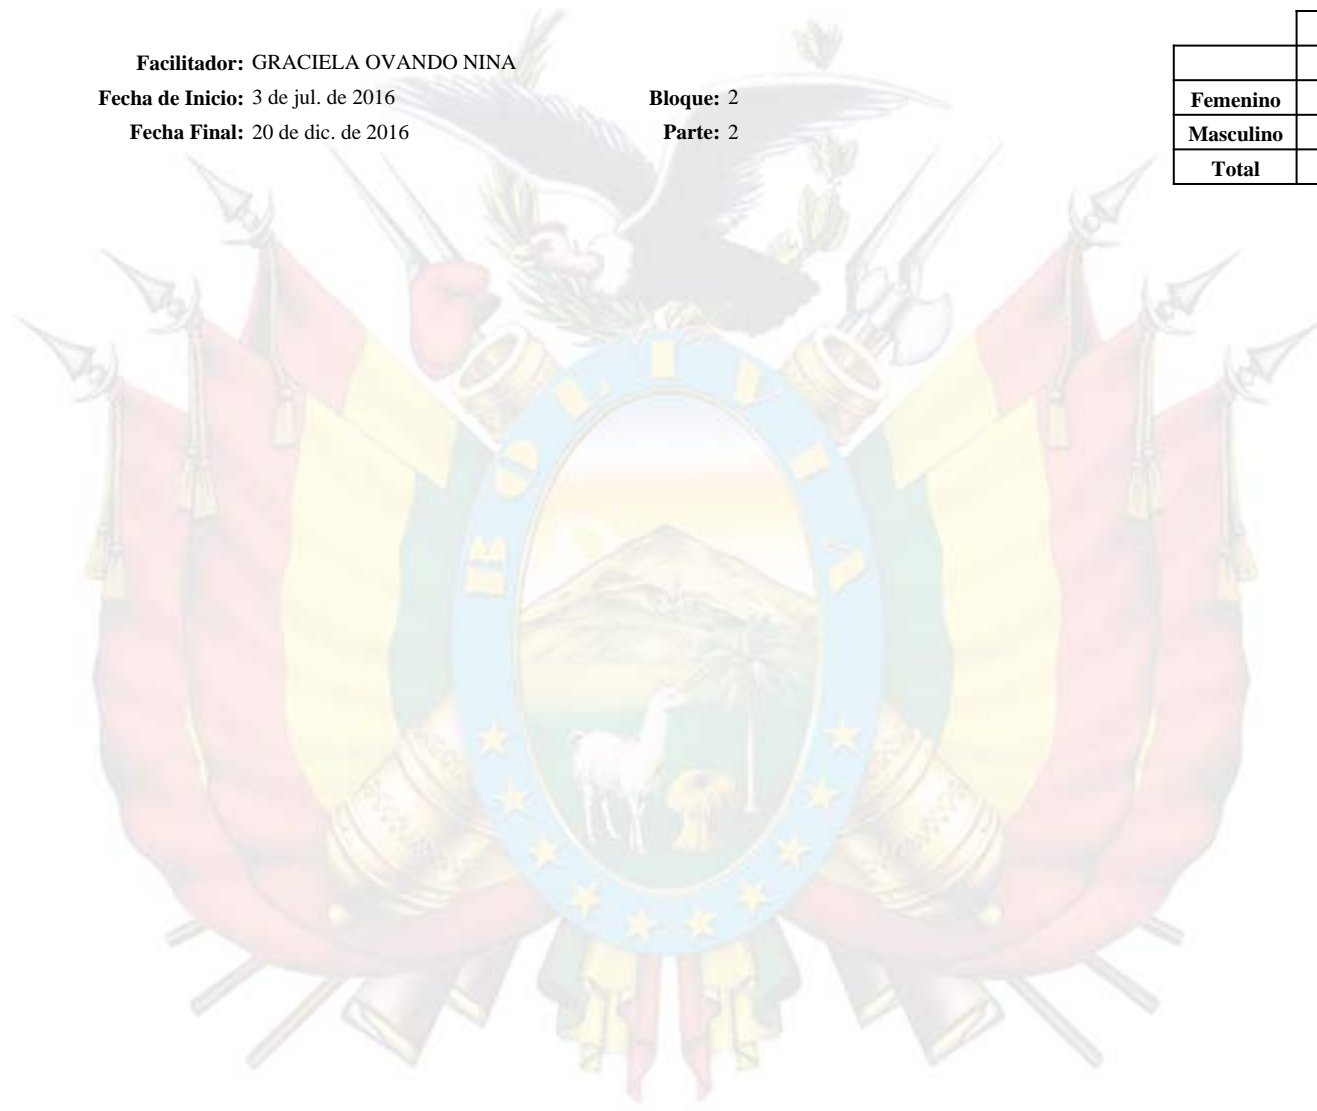 Facilitador: GRACIELA OVANDO NINA
Fecha de Inicio: 3 de jul. de 2016 Bloque: 2
Fecha Final: 20 de dic. de 2016 Parte: 2
Femenino
Masculino
Total
BOLIVIA